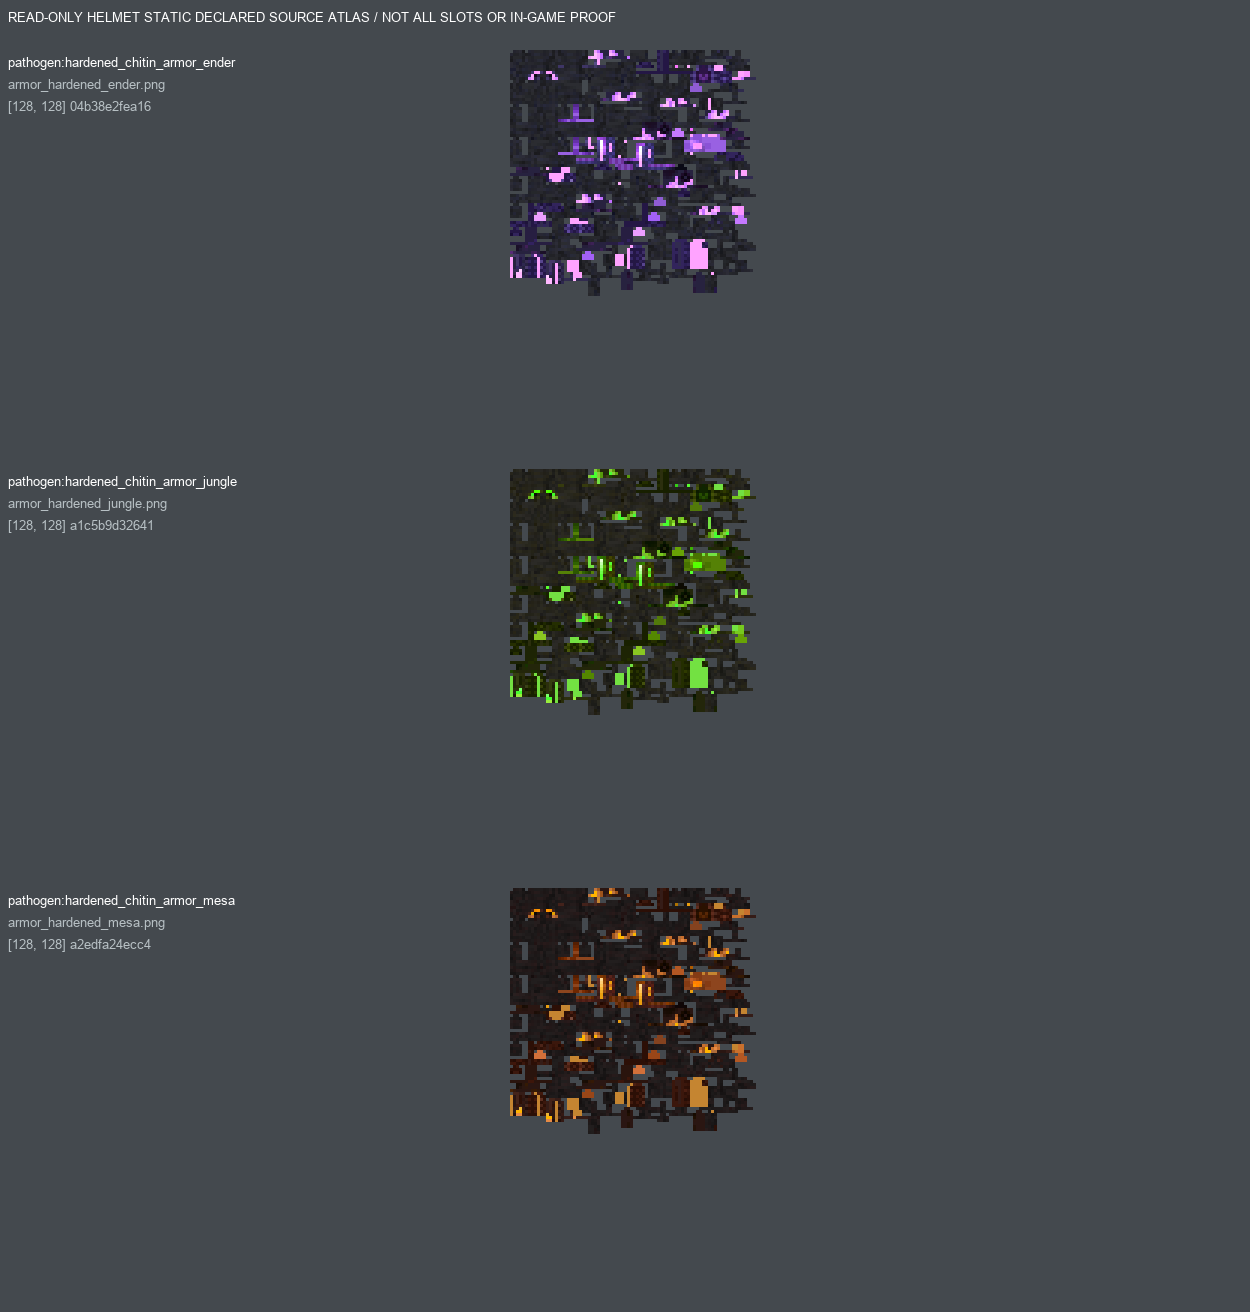 READ-ONLY HELMET STATIC DECLARED SOURCE ATLAS / NOT ALL SLOTS OR IN-GAME PROOF
pathogen:hardened_chitin_armor_ender
armor_hardened_ender.png
[128, 128] 04b38e2fea16
pathogen:hardened_chitin_armor_jungle
armor_hardened_jungle.png
[128, 128] a1c5b9d32641
pathogen:hardened_chitin_armor_mesa
armor_hardened_mesa.png
[128, 128] a2edfa24ecc4